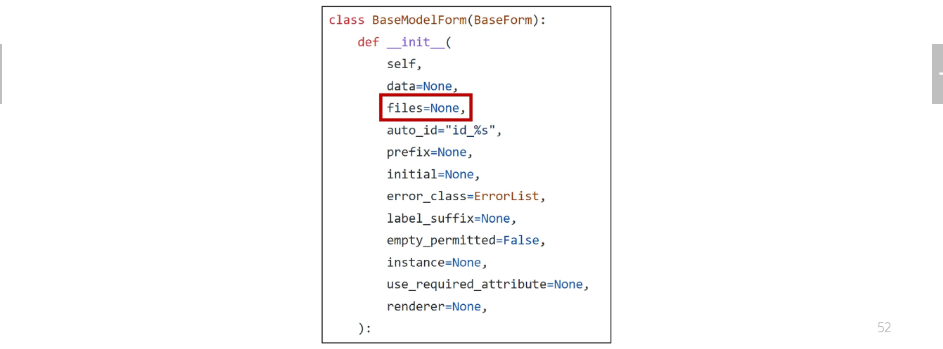 class BaseModelForm(BaseForm):
    def __init__(
        self,
        data=None,
        files=None,
        auto_id="id_%s",
        prefix=None,
        initial=None,
        error_class=ErrorList,
        label_suffix=None,
        empty_permitted=False,
        instance=None,
        use_required_attribute=None,
        renderer=None,
    ):
52